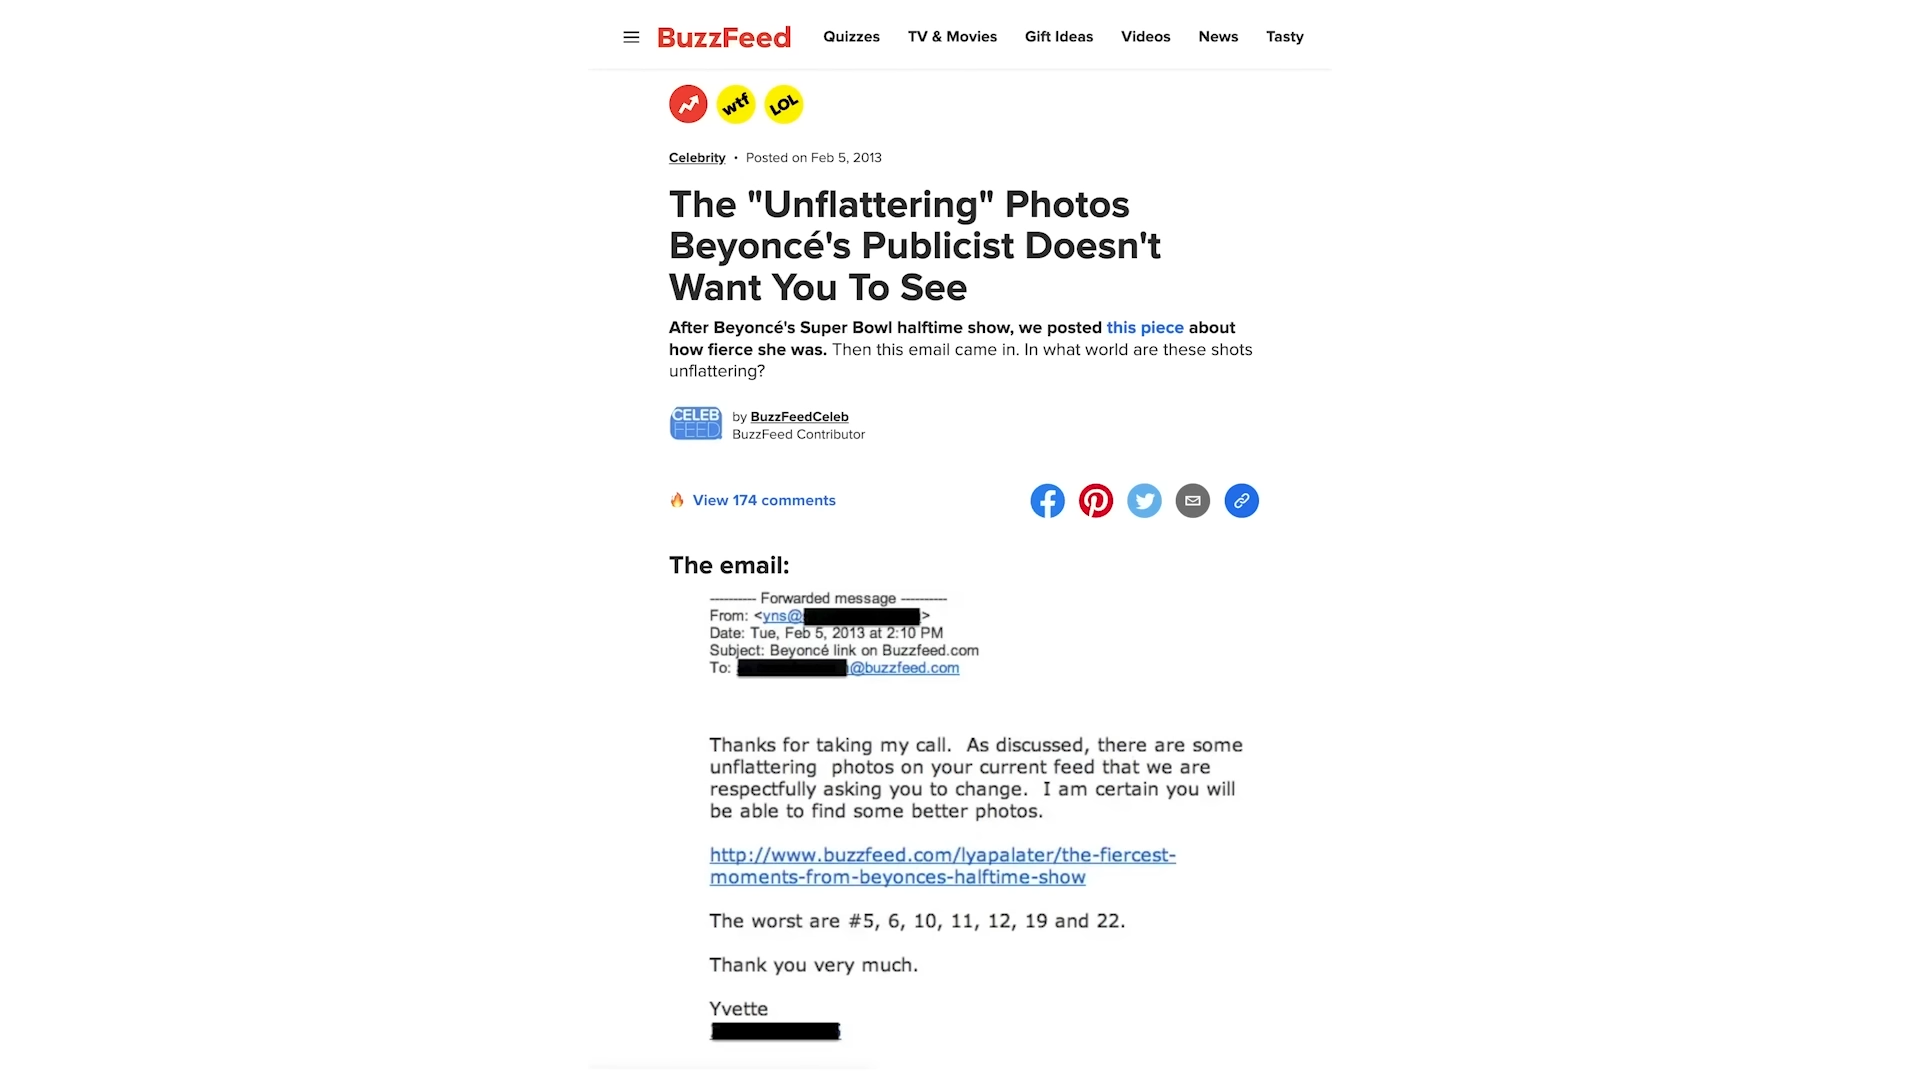 BuzzFeed Quizzes TV & Movies Gift Ideas Videos News Tasty
wtf LOL
Celebrity • Posted on Feb 5, 2013
The "Unflattering" Photos
Beyoncé's Publicist Doesn't
Want You To See
After Beyoncé's Super Bowl halftime show, we posted this piece about
how fierce she was. Then this email came in. In what world are these shots
unflattering?
CELEB
FEED
by BuzzFeedCeleb
BuzzFeed Contributor
View 174 comments
The email:
---------- Forwarded message ----------
From: <yns@ >
Date: Tue, Feb 5, 2013 at 2:10 PM
Subject: Beyoncé link on Buzzfeed.com
To: @buzzfeed.com
Thanks for taking my call. As discussed, there are some
unflattering photos on your current feed that we are
respectfully asking you to change. I am certain you will
be able to find some better photos.
http://www.buzzfeed.com/lyapalater/the-fiercest-
moments-from-beyonces-halftime-show
The worst are #5, 6, 10, 11, 12, 19 and 22.
Thank you very much.
Yvette